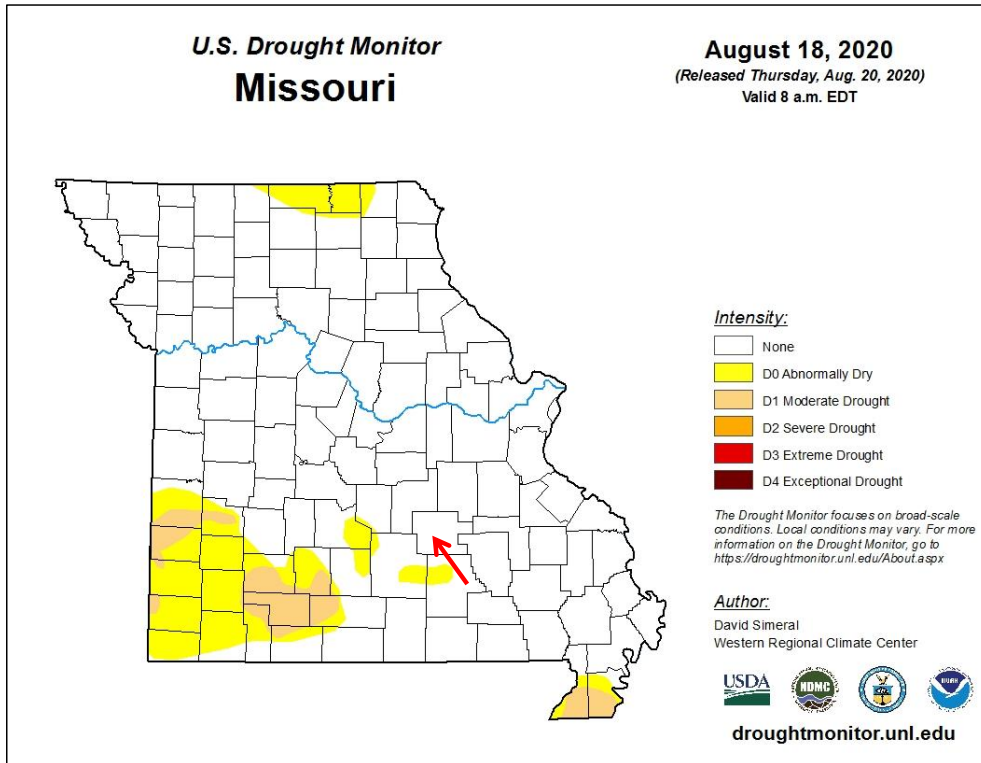 U.S. Drought Monitor
Missouri
August 18, 2020
(Released Thursday, Aug. 20, 2020)
Valid 8 a.m. EDT
Intensity:
None
D0 Abnormally Dry
D1 Moderate Drought
D2 Severe Drought
D3 Extreme Drought
D4 Exceptional Drought
The Drought Monitor focuses on broad-scale
conditions. Local conditions may vary. For more
information on the Drought Monitor, go to
https://droughtmonitor.unl.edu/About.aspx
Author:
David Simeral
Western Regional Climate Center
USDA
NDMC
droughtmonitor.unl.edu